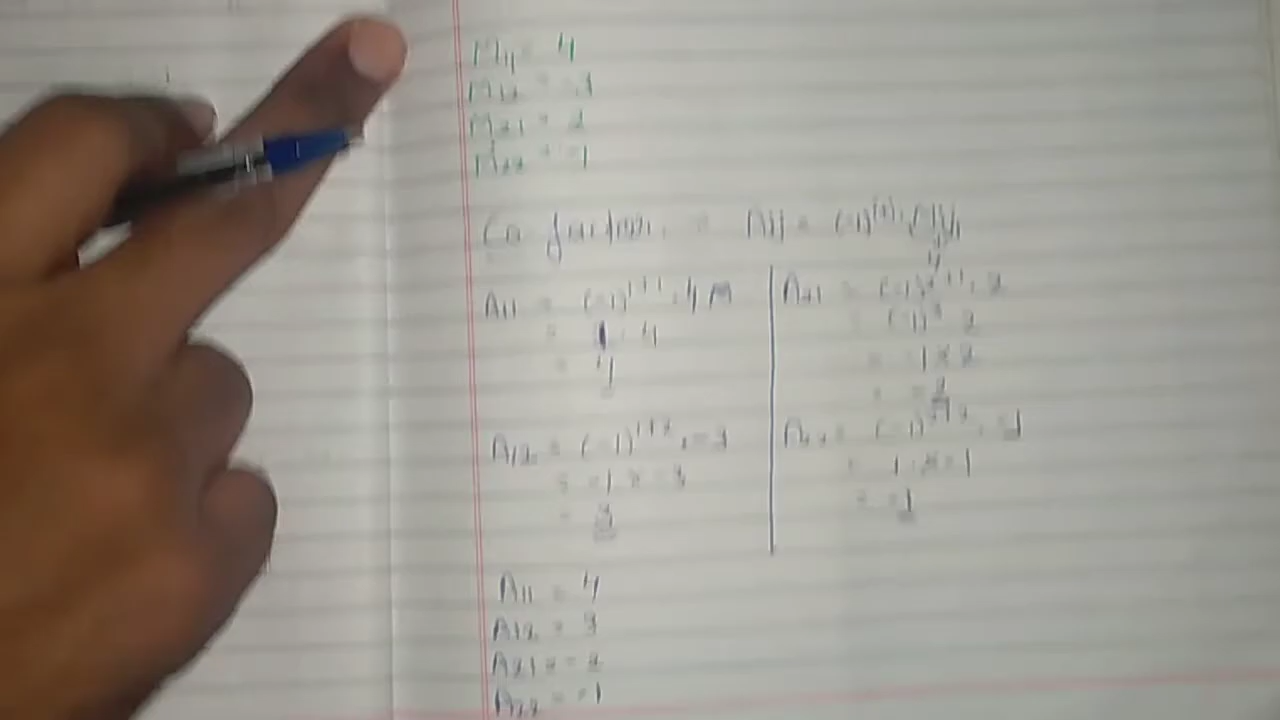 M11 = 4
M12 = -3
M21 = 2
M22 = -1
Co factors = Aij = (-1)^(i+j) · Mij
A11 = (-1)^1+1 · 4
= 1 · 4
= 4
A12 = (-1)^1+2 · -3
= -1 × -3
= 3
A21 = (-1)^2+1 · 2
= (-1)^3 · 2
= -1 × 2
= -2
A22 = (-1)^2+2 · -1
= 1 × -1
= -1
A11 = 4
A12 = 3
A21 = -2
A22 = -1